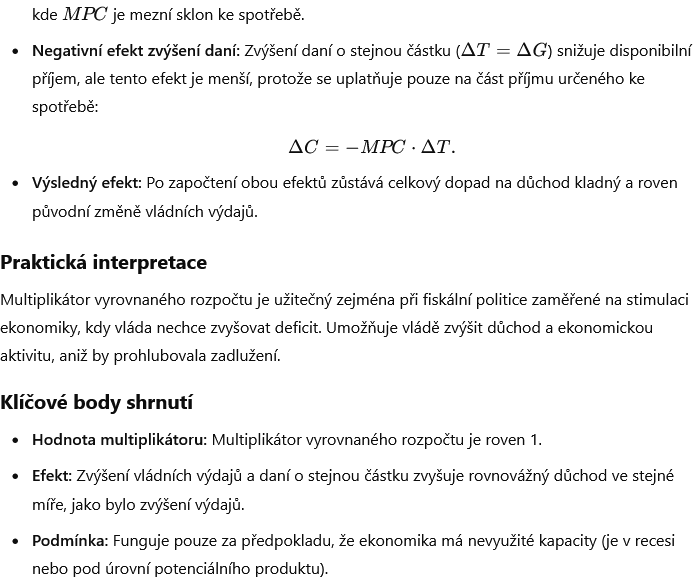 kde MPC je mezní sklon ke spotřebě.
• Negativní efekt zvýšení daní: Zvýšení daní o stejnou částku (ΔT = ΔG) snižuje disponibilní
příjem, ale tento efekt je menší, protože se uplatňuje pouze na část příjmu určeného ke
spotřebě:
ΔC = −MPC · ΔT.
• Výsledný efekt: Po započtení obou efektů zůstává celkový dopad na důchod kladný a roven
původní změně vládních výdajů.
Praktická interpretace
Multiplikátor vyrovnaného rozpočtu je užitečný zejména při fiskální politice zaměřené na stimulaci
ekonomiky, kdy vláda nechce zvyšovat deficit. Umožňuje vládě zvýšit důchod a ekonomickou
aktivitu, aniž by prohlubovala zadlužení.
Klíčové body shrnutí
• Hodnota multiplikátoru: Multiplikátor vyrovnaného rozpočtu je roven 1.
• Efekt: Zvýšení vládních výdajů a daní o stejnou částku zvyšuje rovnovážný důchod ve stejné
míře, jako bylo zvýšení výdajů.
• Podmínka: Funguje pouze za předpokladu, že ekonomika má nevyužité kapacity (je v recesi
nebo pod úrovní potenciálního produktu).